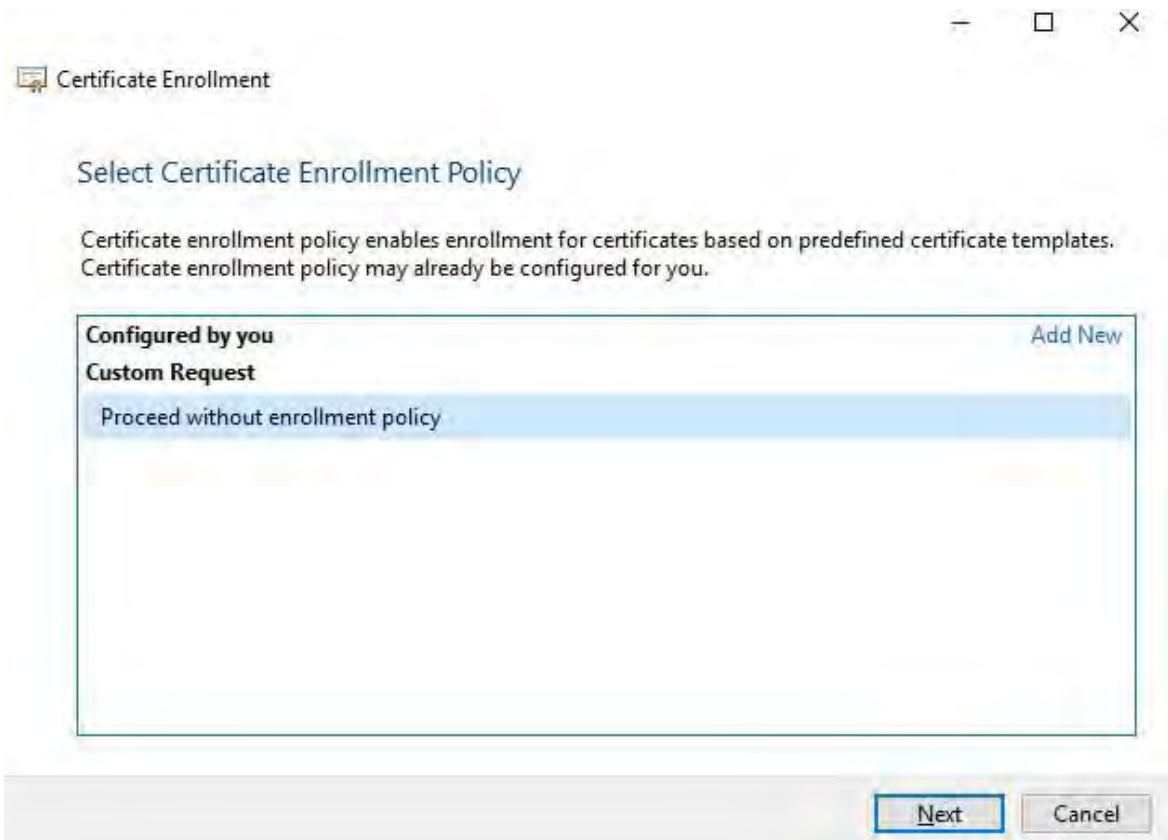 Certificate Enrollment
Select Certificate Enrollment Policy
Certificate enrollment policy enables enrollment for certificates based on predefined certificate templates.
Certificate enrollment policy may already be configured for you.
Configured by you Add New
Custom Request
Proceed without enrollment policy
Next Cancel